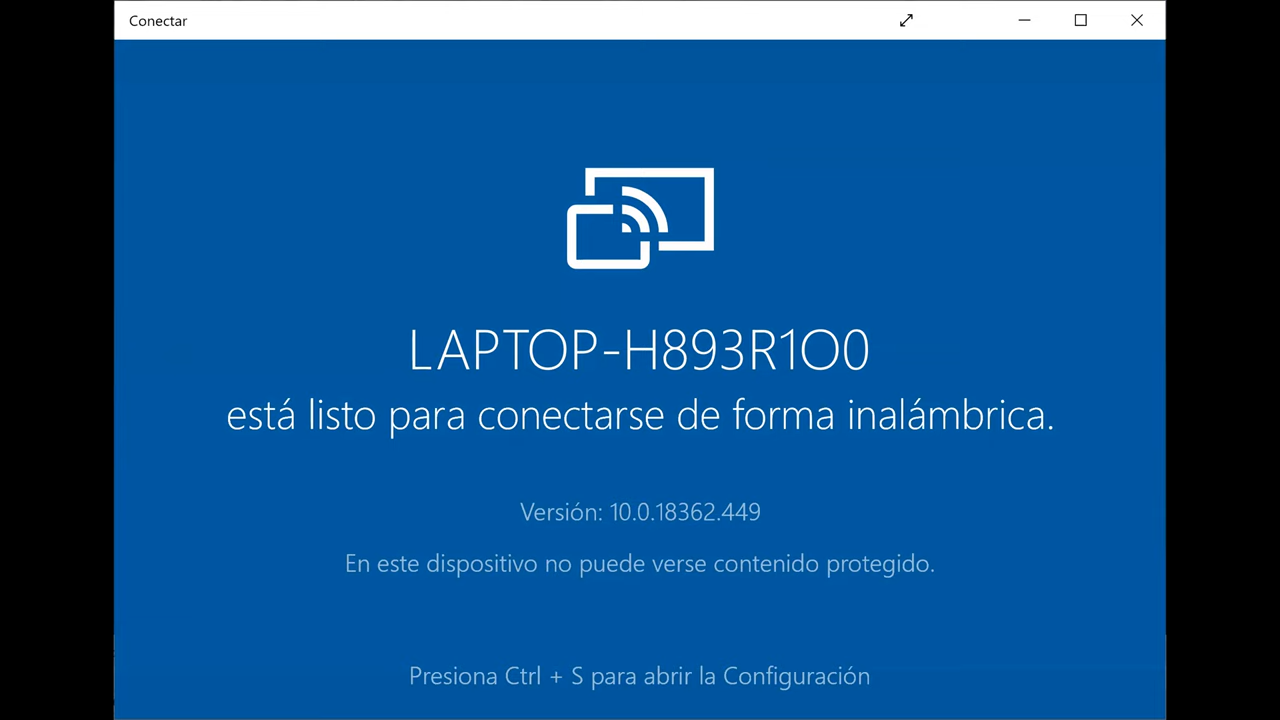 Conectar
LAPTOP-H893R1O0
está listo para conectarse de forma inalámbrica.
Versión: 10.0.18362.449
En este dispositivo no puede verse contenido protegido.
Presiona Ctrl + S para abrir la Configuración